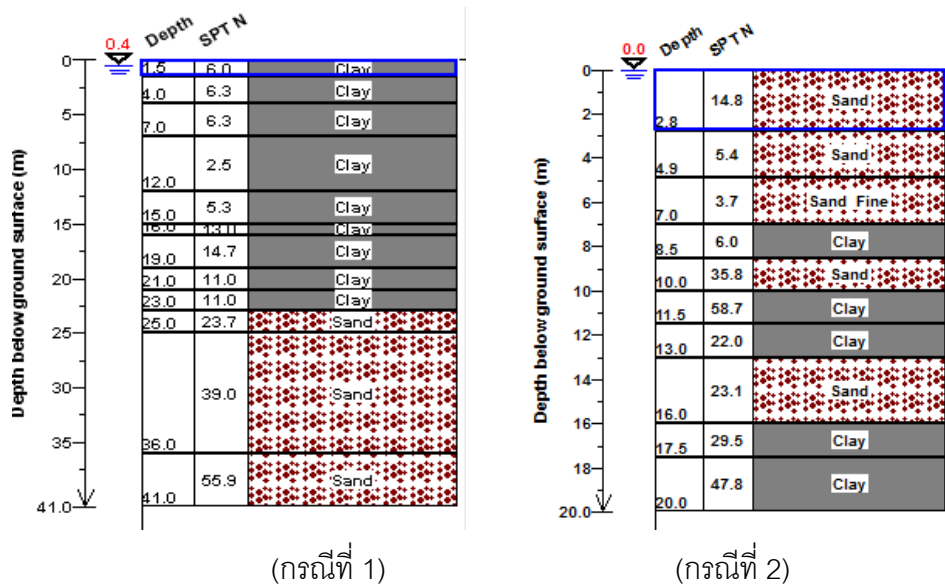 0.4
Depth SPT N
0
1.5 6.0 Clay
4.0 6.3 Clay
5
7.0 6.3 Clay
10
12.0 2.5 Clay
15
15.0 5.3 Clay
16.0 13.0 Clay
19.0 14.7 Clay
20
21.0 11.0 Clay
23.0 11.0 Clay
25
25.0 23.7 Sand
30
35
36.0 39.0 Sand
41.0
41.0 55.9 Sand
Depth below ground surface (m)
(กรณีที่ 1)
0.0
Depth SPT N
0
2
2.8 14.8 Sand
4
4.9 5.4 Sand
6
7.0 3.7 Sand Fine
8
8.5 6.0 Clay
10
10.0 35.8 Sand
11.5 58.7 Clay
12
13.0 22.0 Clay
14
16
16.0 23.1 Sand
17.5 29.5 Clay
18
20.0
20.0 47.8 Clay
Depth below ground surface (m)
(กรณีที่ 2)